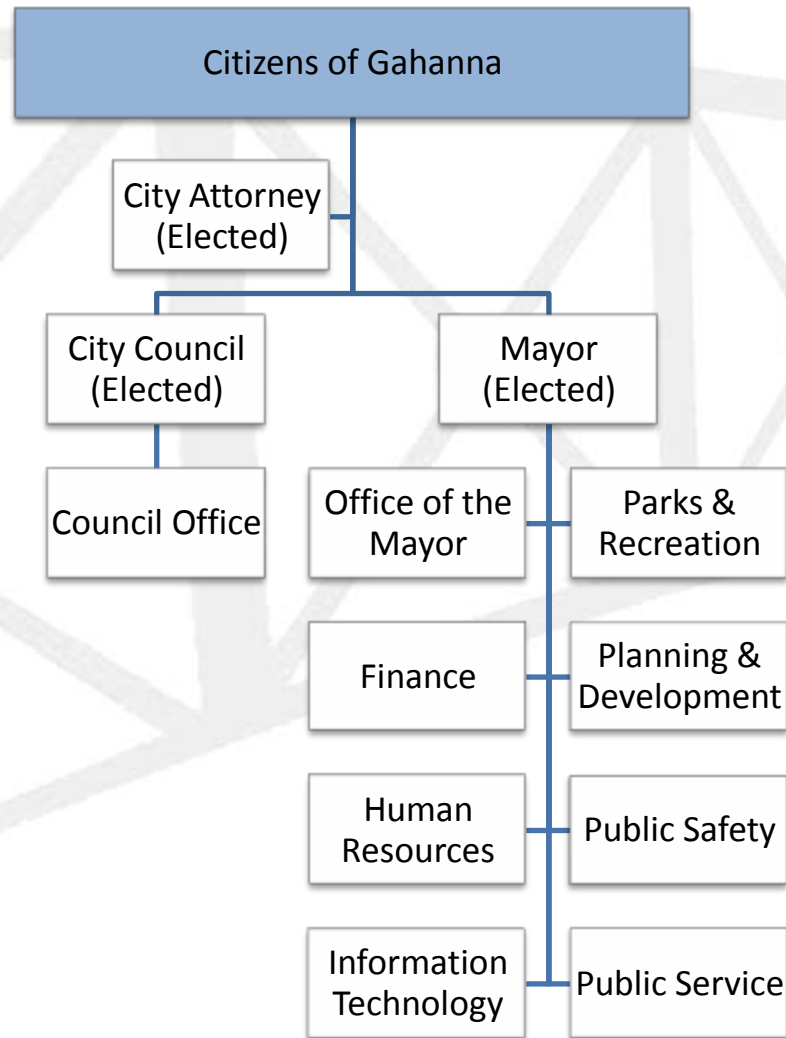 Citizens of Gahanna
City Attorney
(Elected)
City Council
(Elected)
Mayor
(Elected)
Council Office
Office of the
Mayor
Parks &
Recreation
Finance
Planning &
Development
Human
Resources
Public Safety
Information
Technology
Public Service